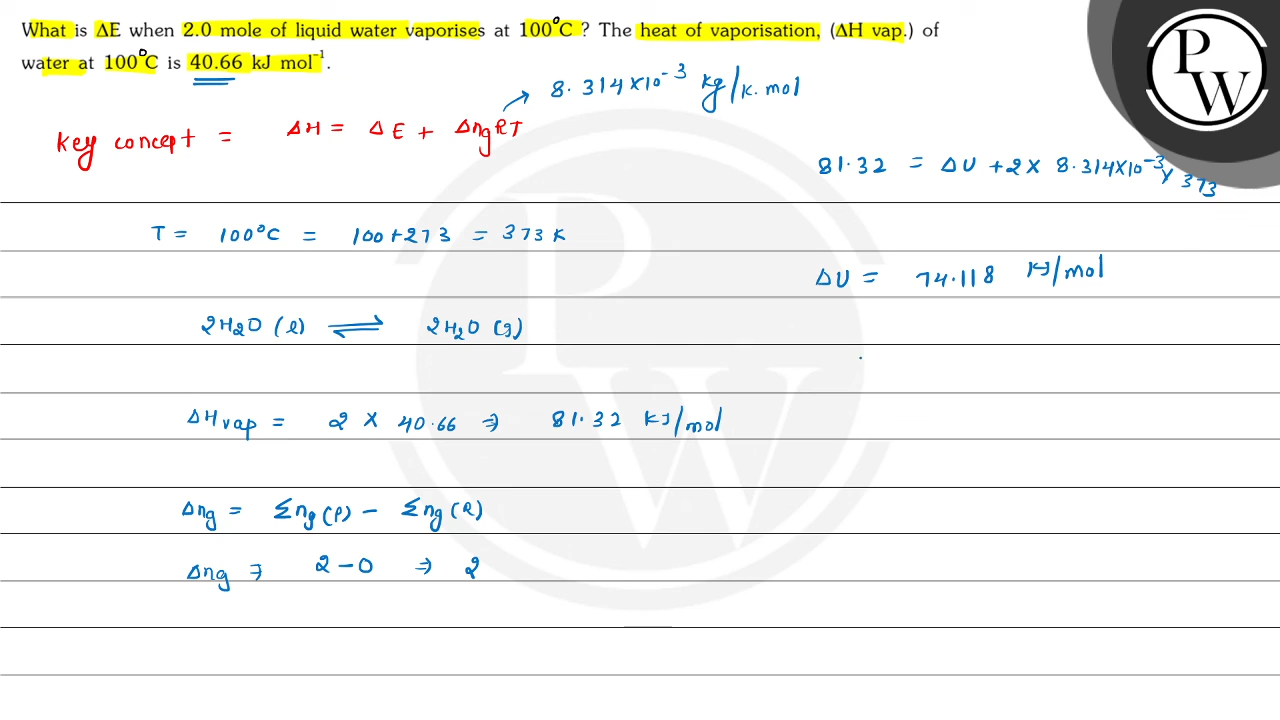 What is ΔE when 2.0 mole of liquid water vaporises at 100°C ? The heat of vaporisation, (ΔH vap.) of
water at 100°C is 40.66 kJ mol⁻¹.
P
W
8.314×10⁻³ kg/K.mol
key concept = ΔH = ΔE + ΔngRT
81.32 = ΔU + 2 × 8.314×10⁻³ × 373
T = 100°C = 100+273 = 373 K
ΔU = 74.118 KJ/mol
2H₂O (l) ⇌ 2H₂O (g)
ΔHvap = 2 × 40.66 ⇒ 81.32 KJ/mol
Δng = Σng(P) − Σng(R)
Δng ⇒ 2−0 ⇒ 2